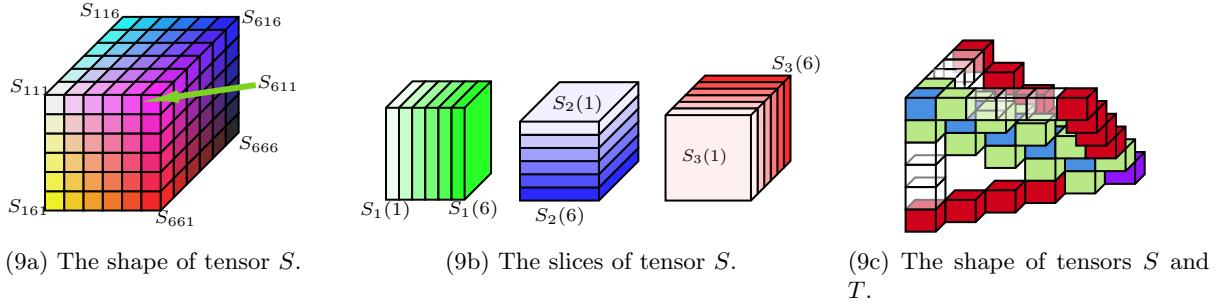 S116
S616
S111
S611
S666
S161
S661
S1(1)
S1(6)
S2(1)
S2(6)
S3(6)
S3(1)
(9a) The shape of tensor S.
(9b) The slices of tensor S.
(9c) The shape of tensors S and
T.